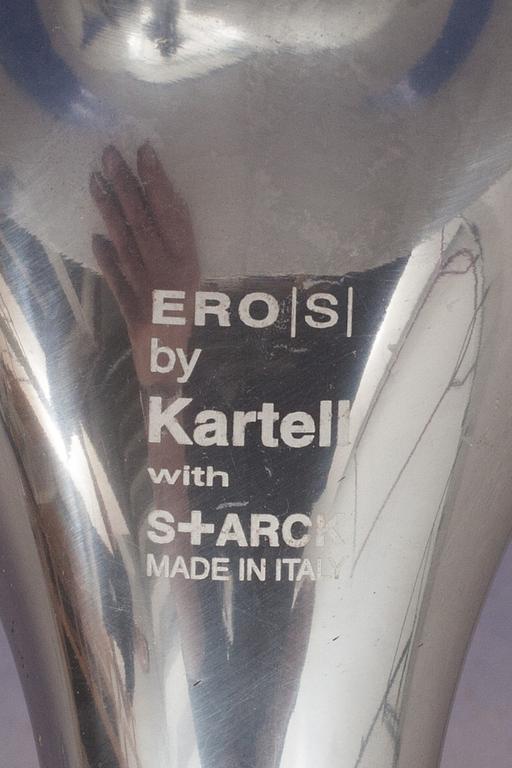 ERO|S|
by
Kartell
with
S+ARCK
MADE IN ITALY